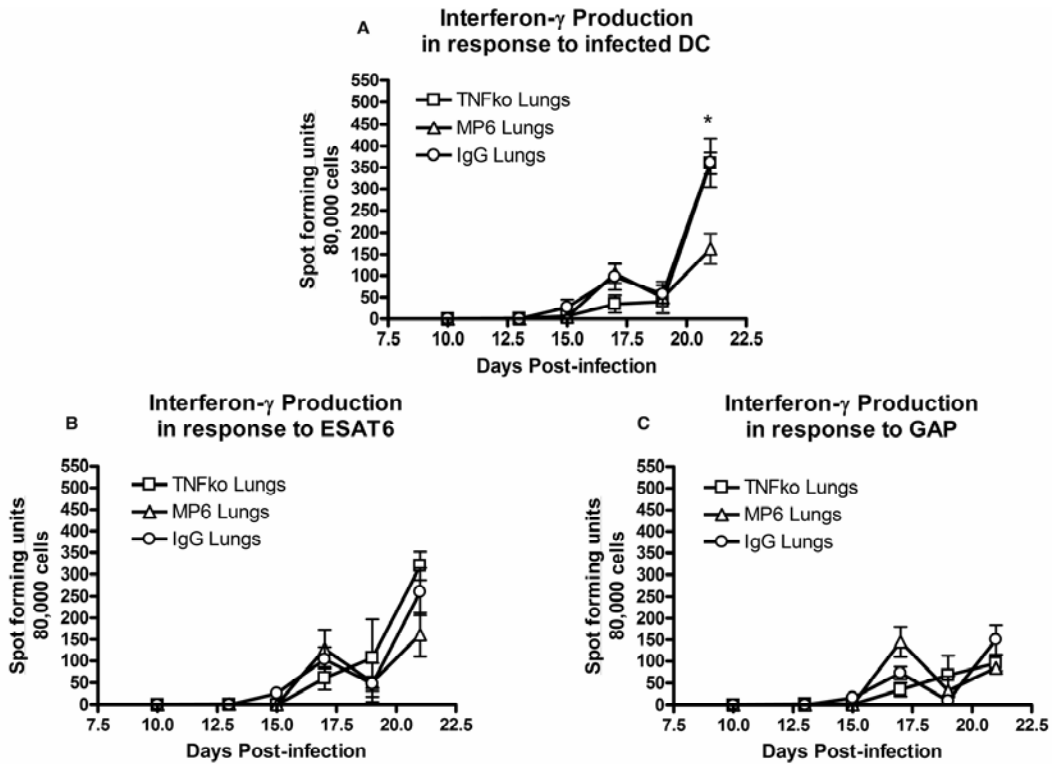 A
Interferon-γ Production
in response to infected DC
Spot forming units
80,000 cells
550
500
450
400
350
300
250
200
150
100
50
0
TNFko Lungs
MP6 Lungs
IgG Lungs
*
7.5 10.0 12.5 15.0 17.5 20.0 22.5
Days Post-infection
B
Interferon-γ Production
in response to ESAT6
Spot forming units
80,000 cells
550
500
450
400
350
300
250
200
150
100
50
0
TNFko Lungs
MP6 Lungs
IgG Lungs
7.5 10.0 12.5 15.0 17.5 20.0 22.5
Days Post-infection
C
Interferon-γ Production
in response to GAP
Spot forming units
80,000 cells
550
500
450
400
350
300
250
200
150
100
50
0
TNFko Lungs
MP6 Lungs
IgG Lungs
7.5 10.0 12.5 15.0 17.5 20.0 22.5
Days Post-infection